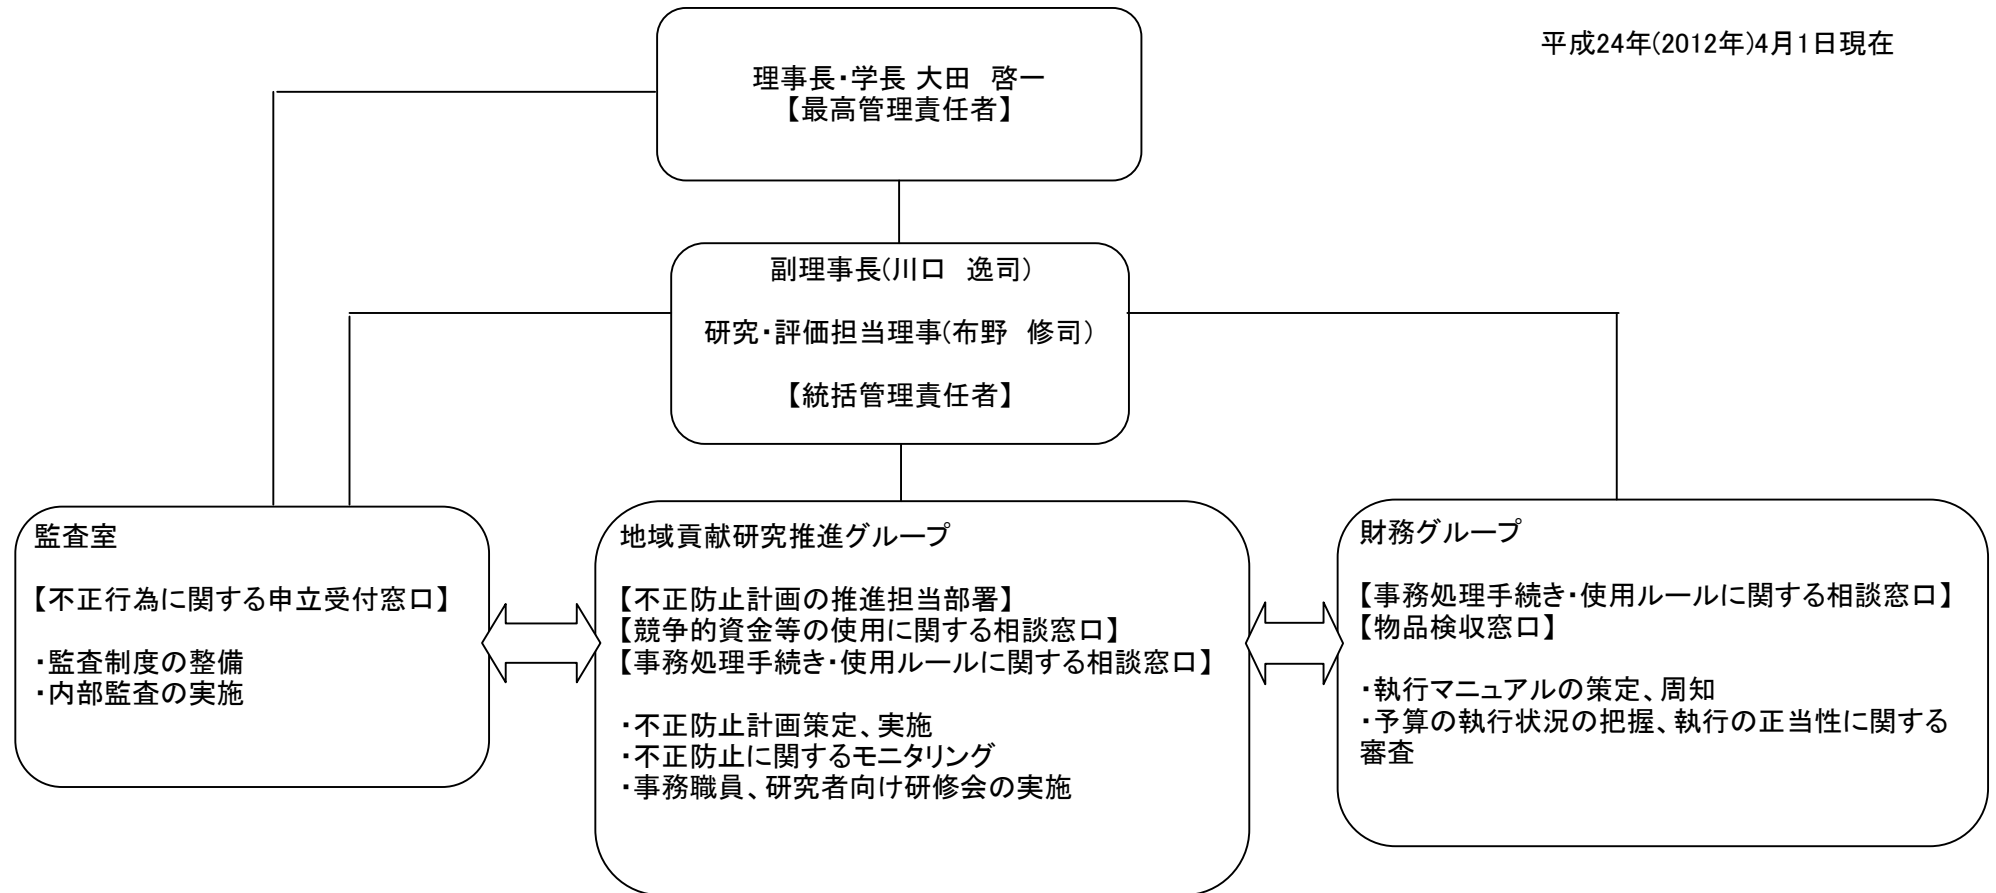 平成24年(2012年)4月1日現在
理事長・学長 大田　啓一
【最高管理責任者】
副理事長(川口　逸司)
研究・評価担当理事(布野　修司)
【統括管理責任者】
監査室
【不正行為に関する申立受付窓口】
・監査制度の整備
・内部監査の実施
地域貢献研究推進グループ
【不正防止計画の推進担当部署】
【競争的資金等の使用に関する相談窓口】
【事務処理手続き・使用ルールに関する相談窓口】
・不正防止計画策定、実施
・不正防止に関するモニタリング
・事務職員、研究者向け研修会の実施
財務グループ
【事務処理手続き・使用ルールに関する相談窓口】
【物品検収窓口】
・執行マニュアルの策定、周知
・予算の執行状況の把握、執行の正当性に関する
審査